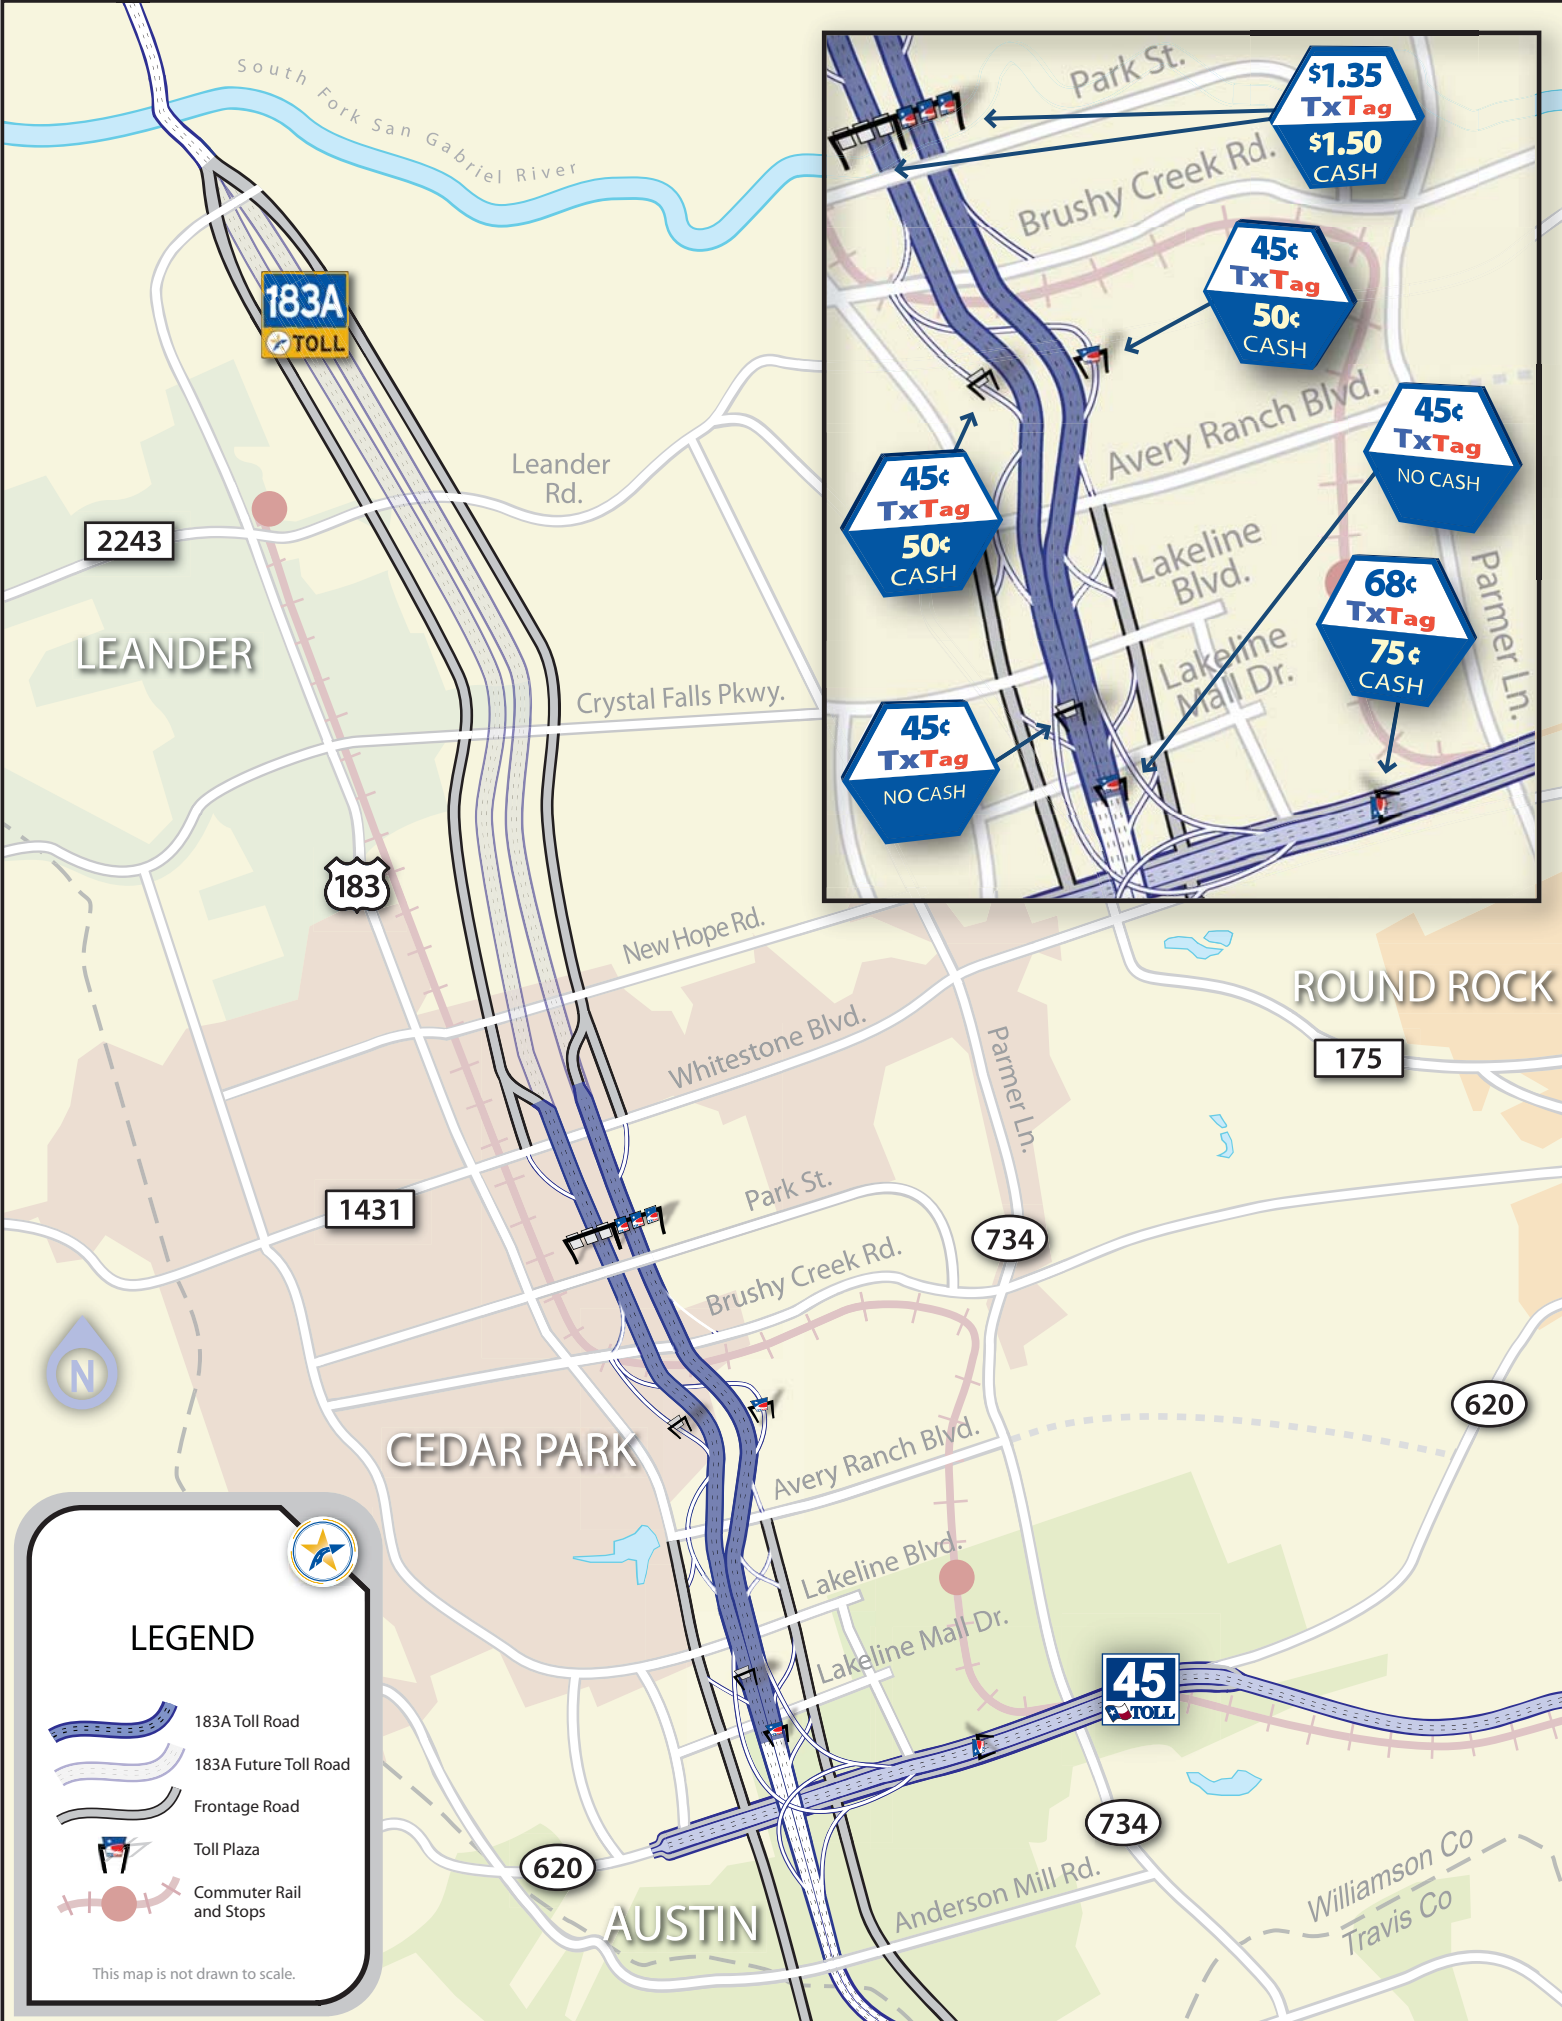 South Fork San Gabriel River
183A
TOLL
Leander
Rd.
2243
LEANDER
Crystal Falls Pkwy.
183
New Hope Rd.
Whitestone Blvd.
Parmer Ln.
ROUND ROCK
175
1431
Park St.
734
Brushy Creek Rd.
N
CEDAR PARK
620
Avery Ranch Blvd.
Lakeline Blvd.
Lakeline Mall Dr.
45
TOLL
734
620
AUSTIN
Anderson Mill Rd.
Williamson Co
Travis Co
Park St.
$1.35
TxTag
$1.50
CASH
Brushy Creek Rd.
45¢
TxTag
50¢
CASH
Avery Ranch Blvd.
45¢
TxTag
NO CASH
45¢
TxTag
50¢
CASH
Lakeline
Blvd.
Parmer Ln.
68¢
TxTag
75¢
CASH
Lakeline
Mall Dr.
45¢
TxTag
NO CASH
LEGEND
183A Toll Road
183A Future Toll Road
Frontage Road
Toll Plaza
Commuter Rail
and Stops
This map is not drawn to scale.